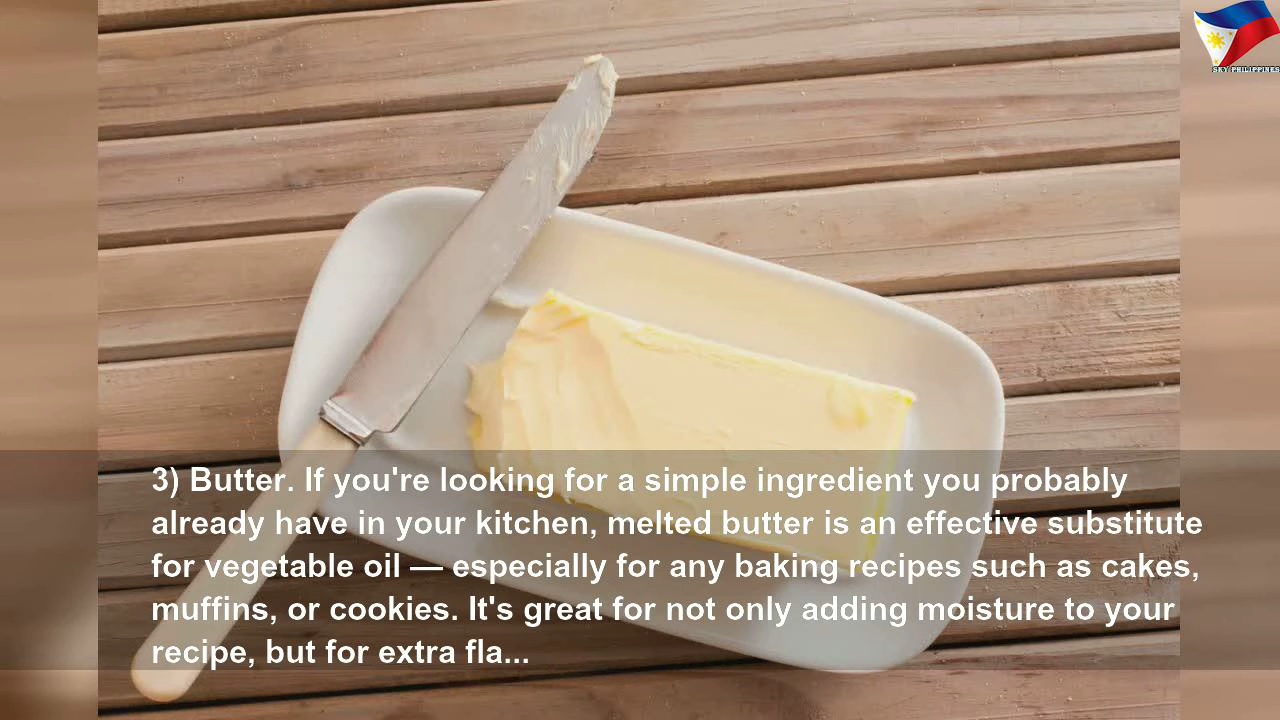 SKY PHILIPPINES
3) Butter. If you're looking for a simple ingredient you probably
already have in your kitchen, melted butter is an effective substitute
for vegetable oil — especially for any baking recipes such as cakes,
muffins, or cookies. It's great for not only adding moisture to your
recipe, but for extra fla...